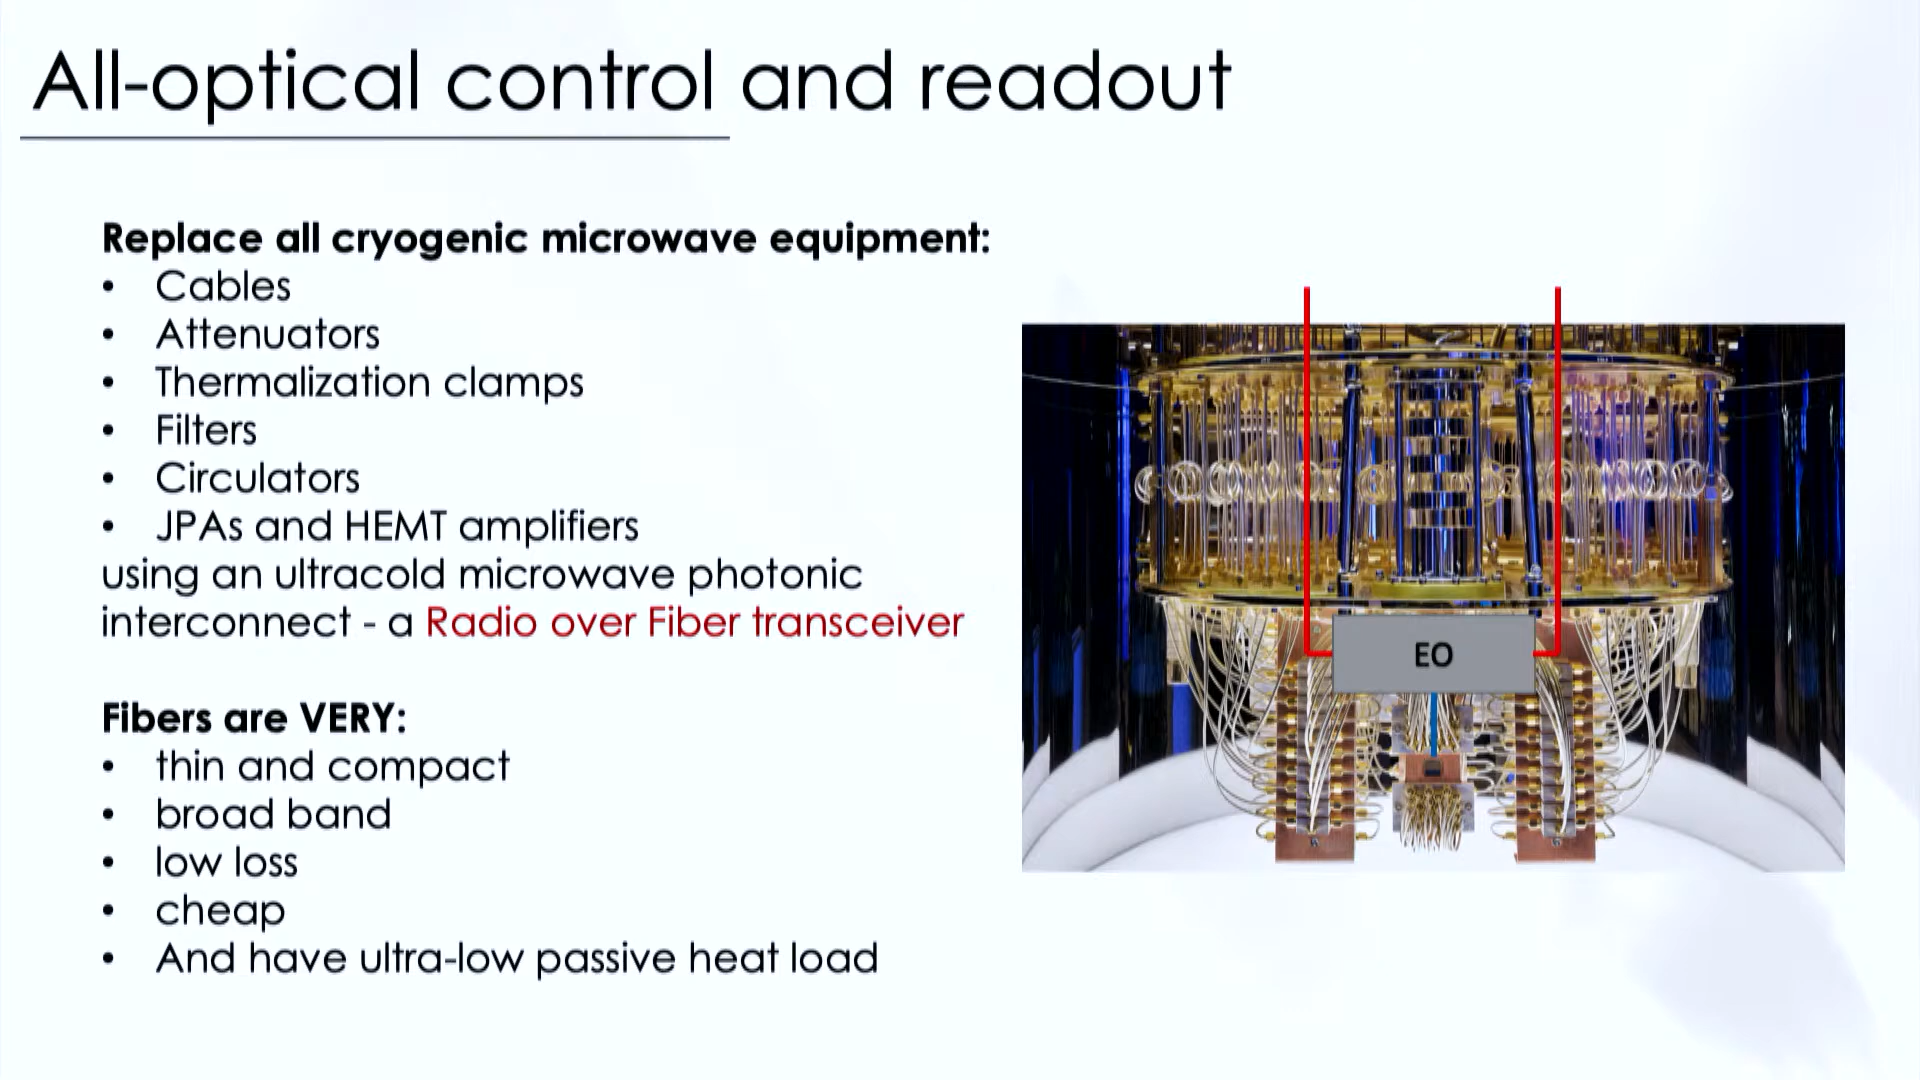 All-optical control and readout
Replace all cryogenic microwave equipment:
• Cables
• Attenuators
• Thermalization clamps
• Filters
• Circulators
• JPAs and HEMT amplifiers
using an ultracold microwave photonic
interconnect - a Radio over Fiber transceiver
Fibers are VERY:
• thin and compact
• broad band
• low loss
• cheap
• And have ultra-low passive heat load
EO